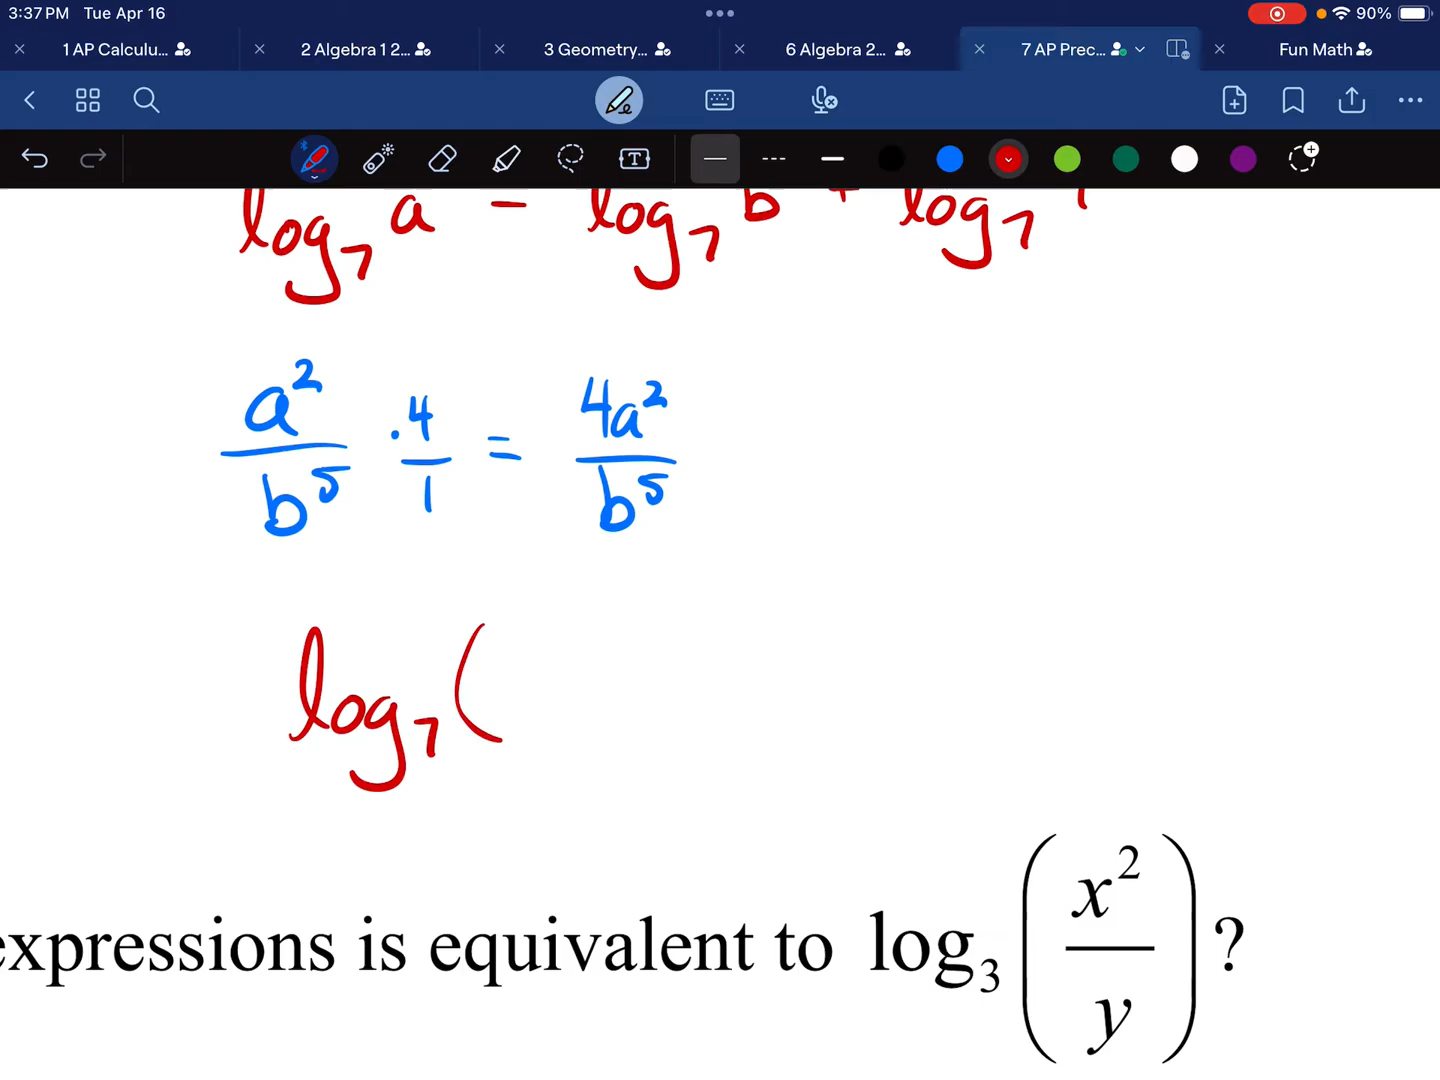 3:37 PM Tue Apr 16 90%
1 AP Calculu... 2 Algebra 1 2... 3 Geometry... 6 Algebra 2... 7 AP Prec... Fun Math
T
log₇ a − log₇ b + log₇
a² / b⁵ · 4 / 1 = 4a² / b⁵
log₇ (
expressions is equivalent to log₃ (x² / y) ?